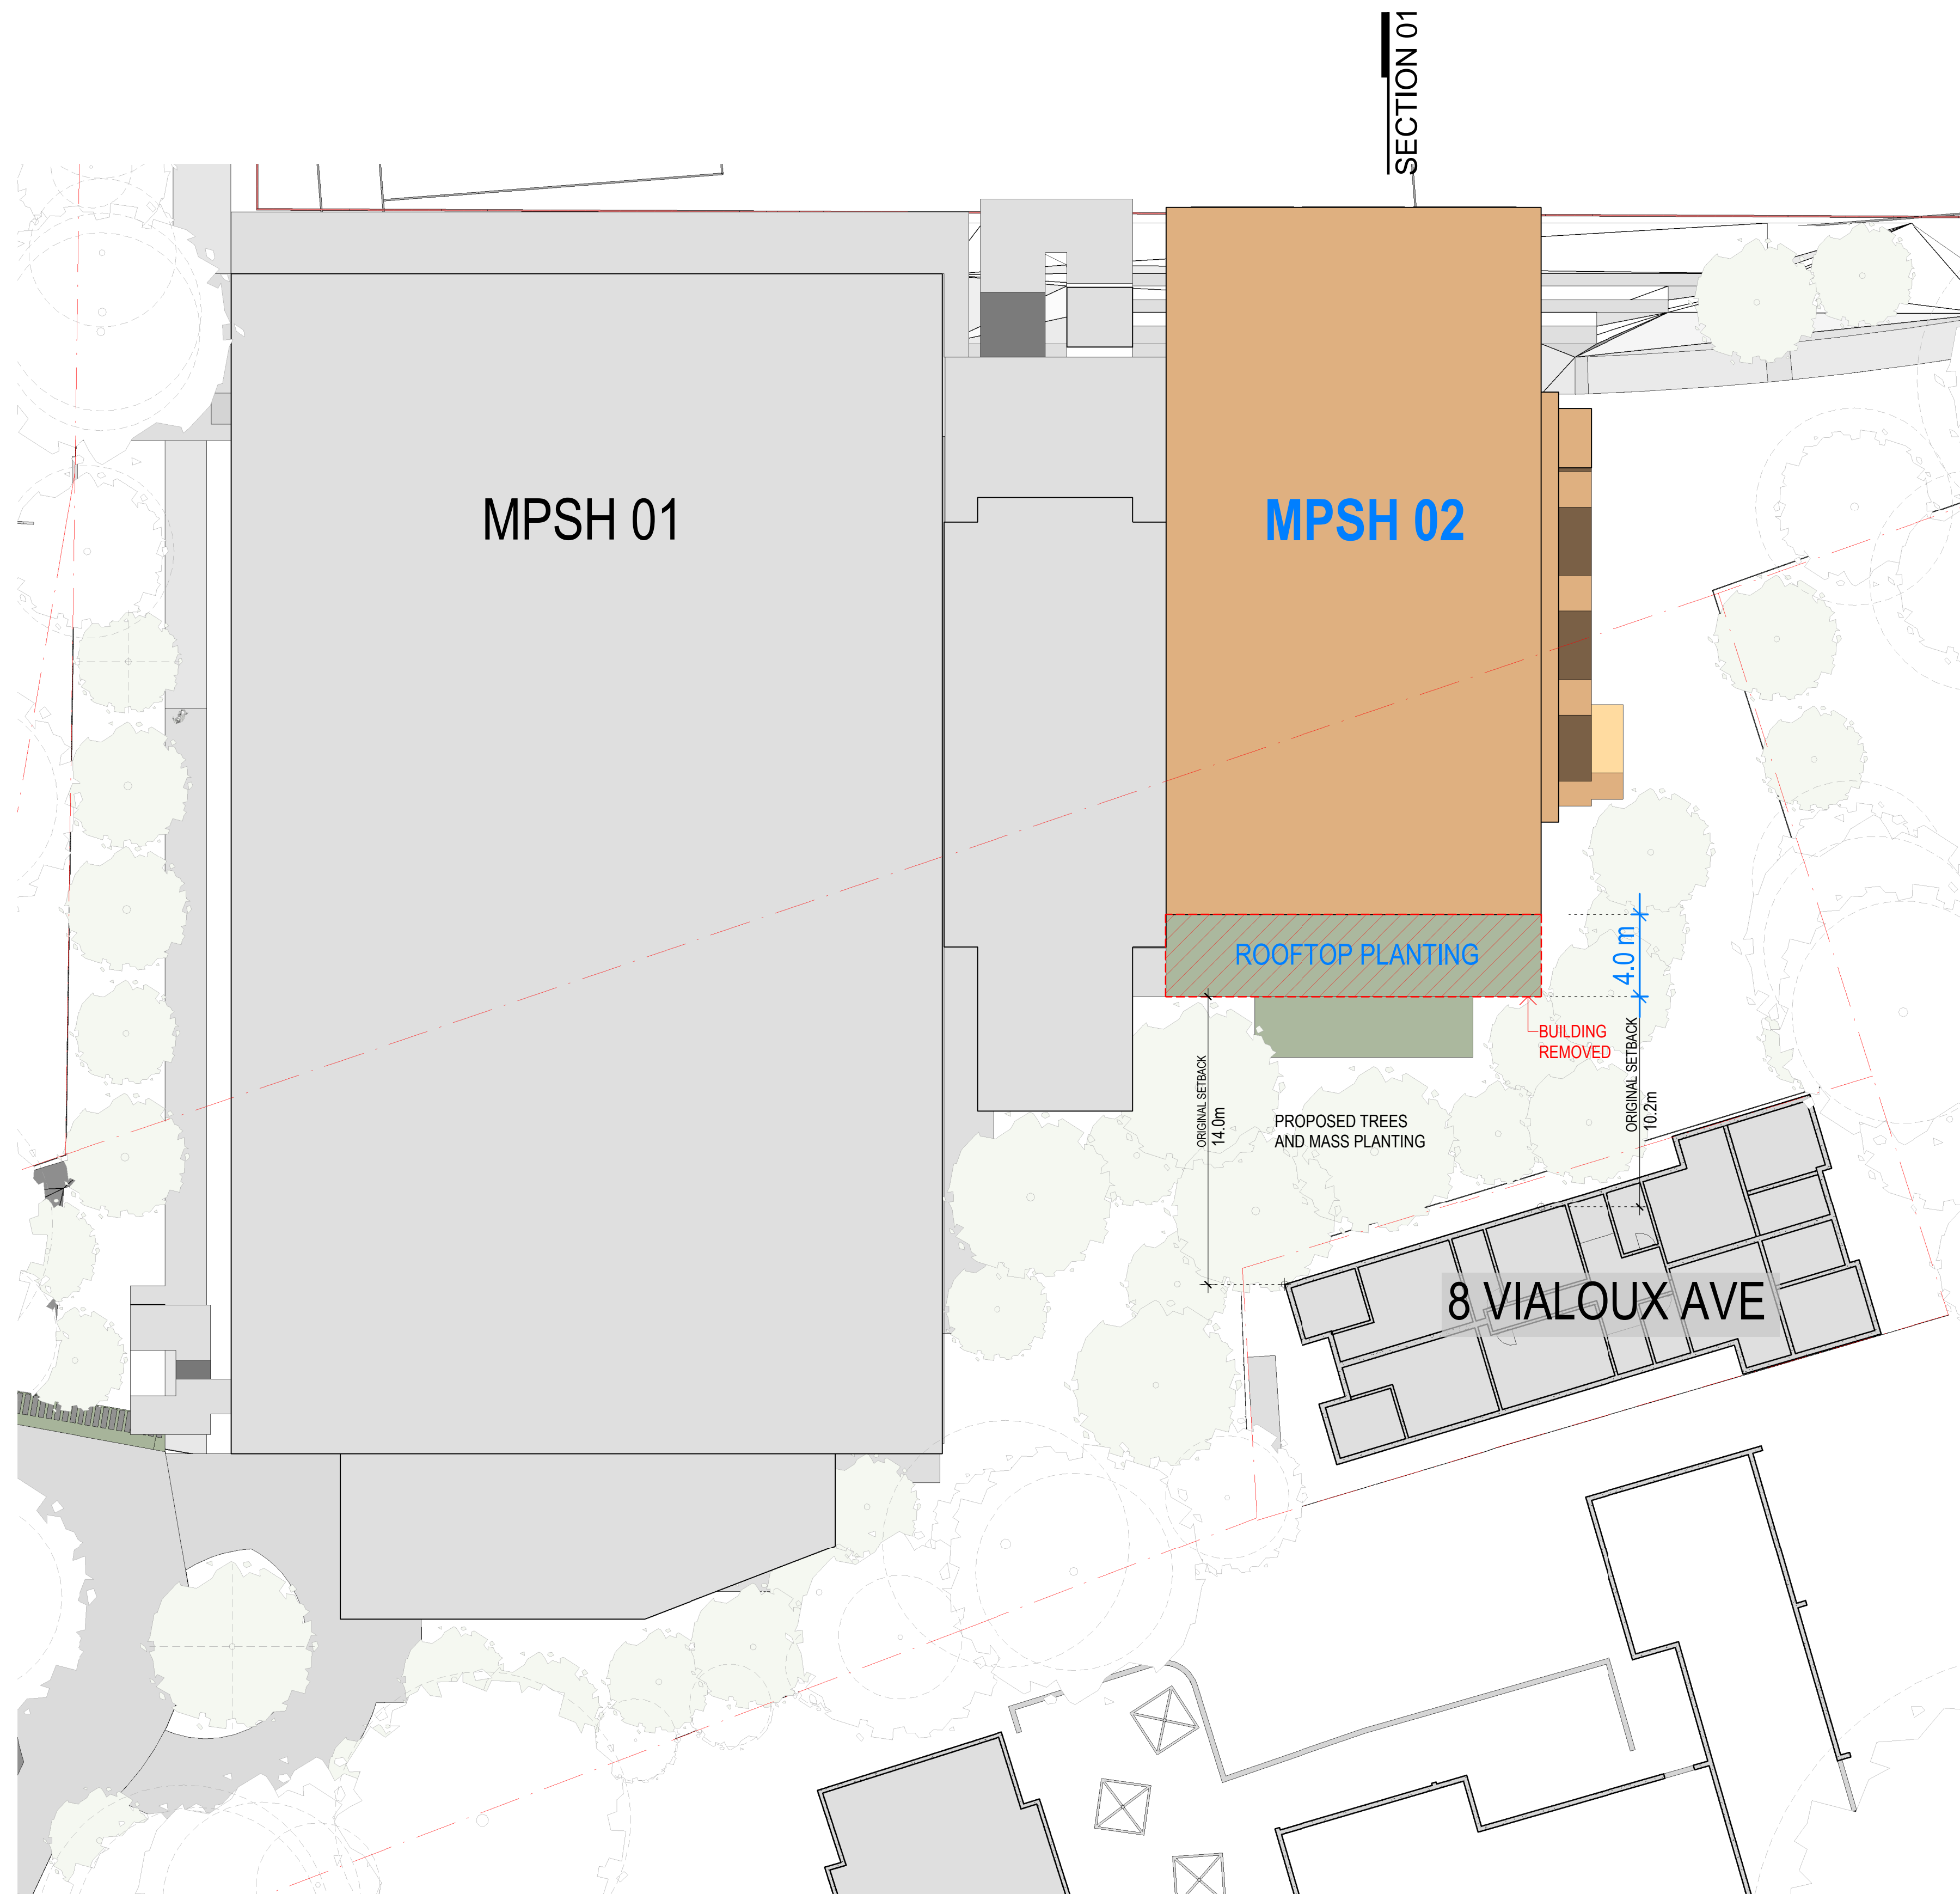 SECTION 01
MPSH 01
MPSH 02
ROOFTOP PLANTING
4.0 m
BUILDING
REMOVED
ORIGINAL SETBACK
10.2m
ORIGINAL SETBACK
14.0m
PROPOSED TREES
AND MASS PLANTING
8 VIALOUX AVE